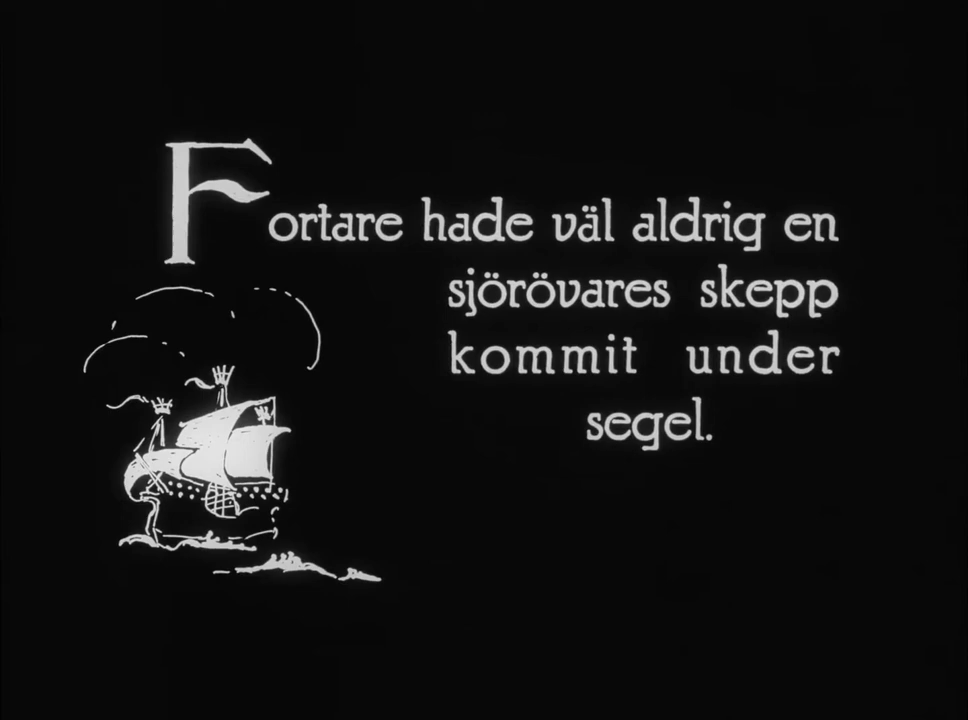 Fortare hade väl aldrig en
sjörövares skepp
kommit under
segel.